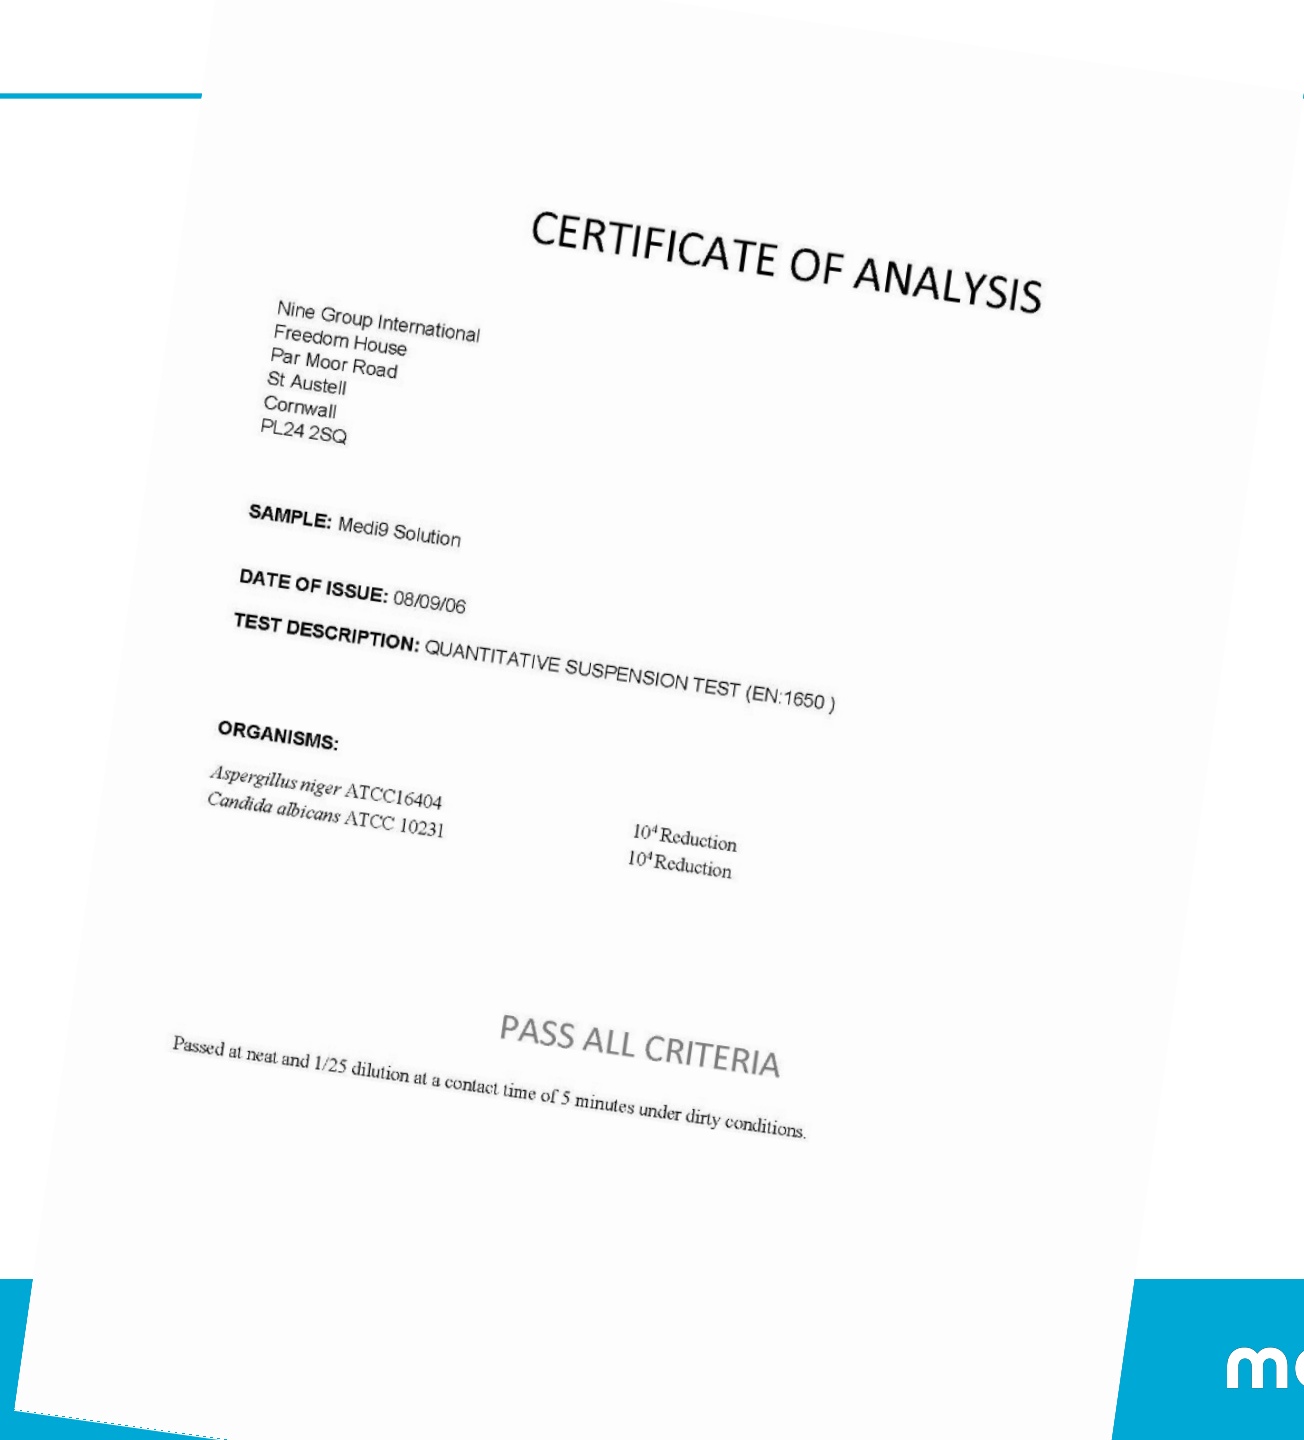 CERTIFICATE OF ANALYSIS
Nine Group International
Freedom House
Par Moor Road
St Austell
Cornwall
PL24 2SQ
SAMPLE: Medi9 Solution
DATE OF ISSUE: 08/09/06
TEST DESCRIPTION: QUANTITATIVE SUSPENSION TEST (EN:1650 )
ORGANISMS:
Aspergillus niger ATCC16404 10⁴ Reduction
Candida albicans ATCC 10231 10⁴ Reduction
PASS ALL CRITERIA
Passed at neat and 1/25 dilution at a contact time of 5 minutes under dirty conditions.